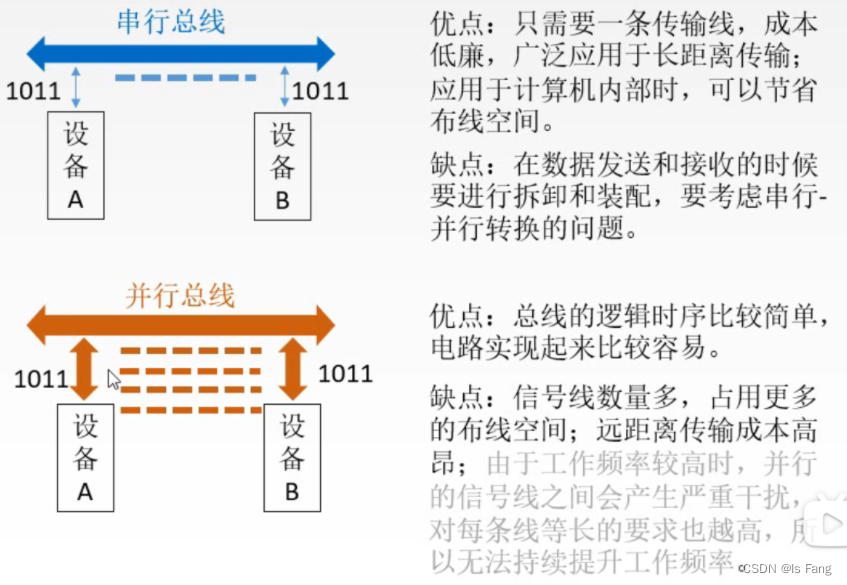 串行总线
1011
1011
设
备
A
设
备
B
优点：只需要一条传输线，成本
低廉，广泛应用于长距离传输；
应用于计算机内部时，可以节省
布线空间。
缺点：在数据发送和接收的时候
要进行拆卸和装配，要考虑串行-
并行转换的问题。
并行总线
1011
1011
设
备
A
设
备
B
优点：总线的逻辑时序比较简单，
电路实现起来比较容易。
缺点：信号线数量多，占用更多
的布线空间；远距离传输成本高
昂；由于工作频率较高时，并行
的信号线之间会产生严重干扰，
对每条线等长的要求也越高，所
以无法持续提升工作频率。
CSDN @Is Fang